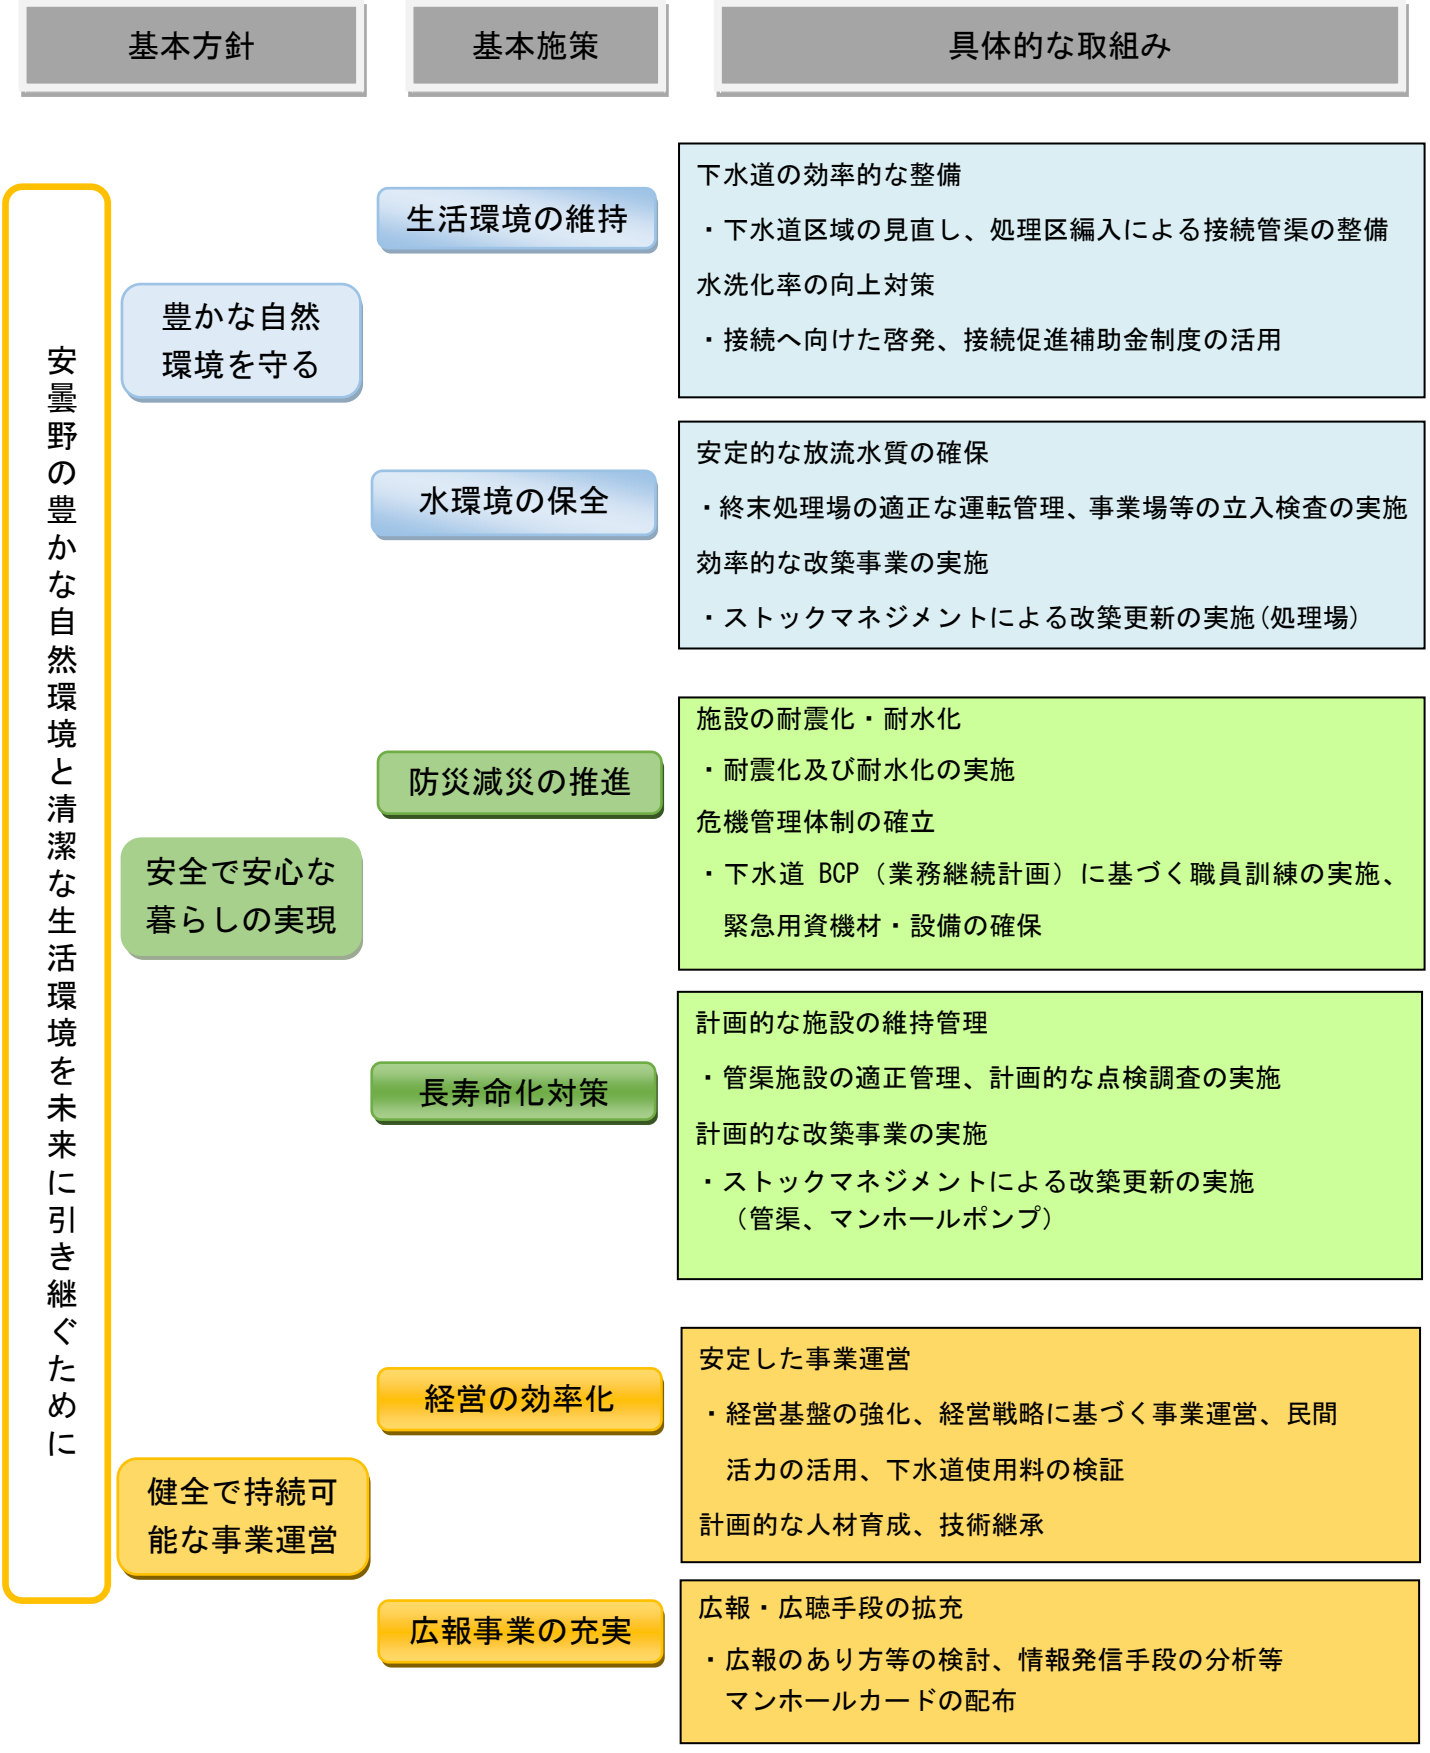 基本方針
基本施策
具体的な取組み
安曇野の豊かな自然環境と清潔な生活環境を未来に引き継ぐために
豊かな自然
環境を守る
生活環境の維持
下水道の効率的な整備
・下水道区域の見直し、処理区編入による接続管渠の整備
水洗化率の向上対策
・接続へ向けた啓発、接続促進補助金制度の活用
水環境の保全
安定的な放流水質の確保
・終末処理場の適正な運転管理、事業場等の立入検査の実施
効率的な改築事業の実施
・ストックマネジメントによる改築更新の実施(処理場)
安全で安心な
暮らしの実現
防災減災の推進
施設の耐震化・耐水化
・耐震化及び耐水化の実施
危機管理体制の確立
・下水道 BCP（業務継続計画）に基づく職員訓練の実施、
緊急用資機材・設備の確保
長寿命化対策
計画的な施設の維持管理
・管渠施設の適正管理、計画的な点検調査の実施
計画的な改築事業の実施
・ストックマネジメントによる改築更新の実施
（管渠、マンホールポンプ）
健全で持続可
能な事業運営
経営の効率化
安定した事業運営
・経営基盤の強化、経営戦略に基づく事業運営、民間
活力の活用、下水道使用料の検証
計画的な人材育成、技術継承
広報事業の充実
広報・広聴手段の拡充
・広報のあり方等の検討、情報発信手段の分析等
マンホールカードの配布